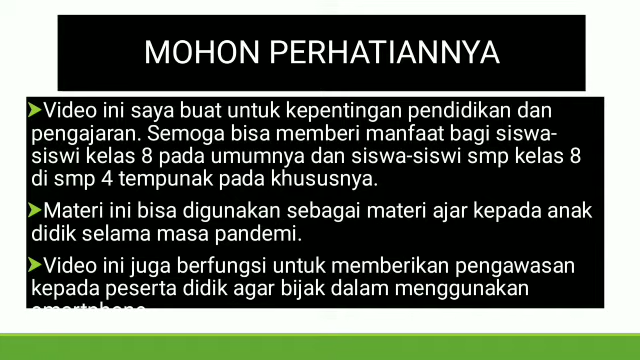 MOHON PERHATIANNYA
Video ini saya buat untuk kepentingan pendidikan dan
pengajaran. Semoga bisa memberi manfaat bagi siswa-
siswi kelas 8 pada umumnya dan siswa-siswi smp kelas 8
di smp 4 tempunak pada khususnya.
Materi ini bisa digunakan sebagai materi ajar kepada anak
didik selama masa pandemi.
Video ini juga berfungsi untuk memberikan pengawasan
kepada peserta didik agar bijak dalam menggunakan
smartphone